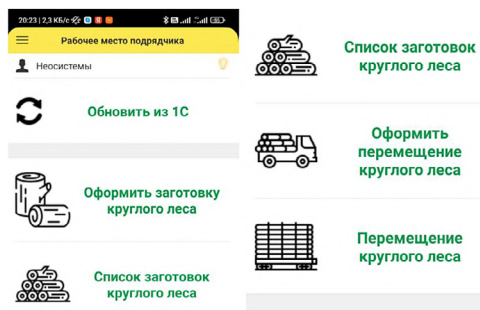 20:23 | 2,3 КБ/с
Рабочее место подрядчика
Неосистемы
Обновить из 1С
Оформить заготовку
круглого леса
Список заготовок
круглого леса
Список заготовок
круглого леса
Оформить
перемещение
круглого леса
Перемещение
круглого леса